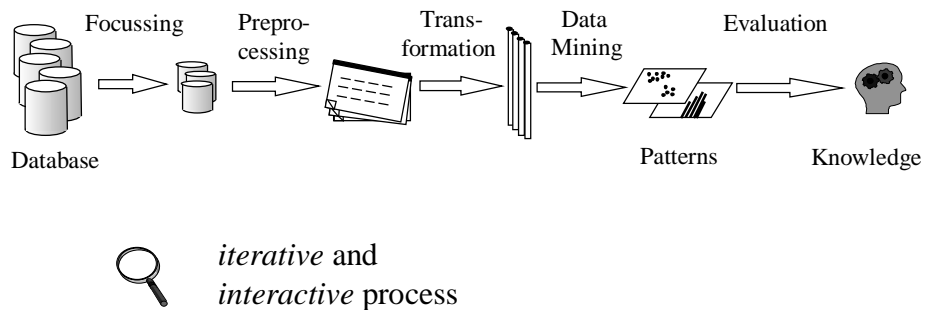 Focussing
Prepro-
cessing
Trans-
formation
Data
Mining
Evaluation
Database
Patterns
Knowledge
iterative and
interactive process